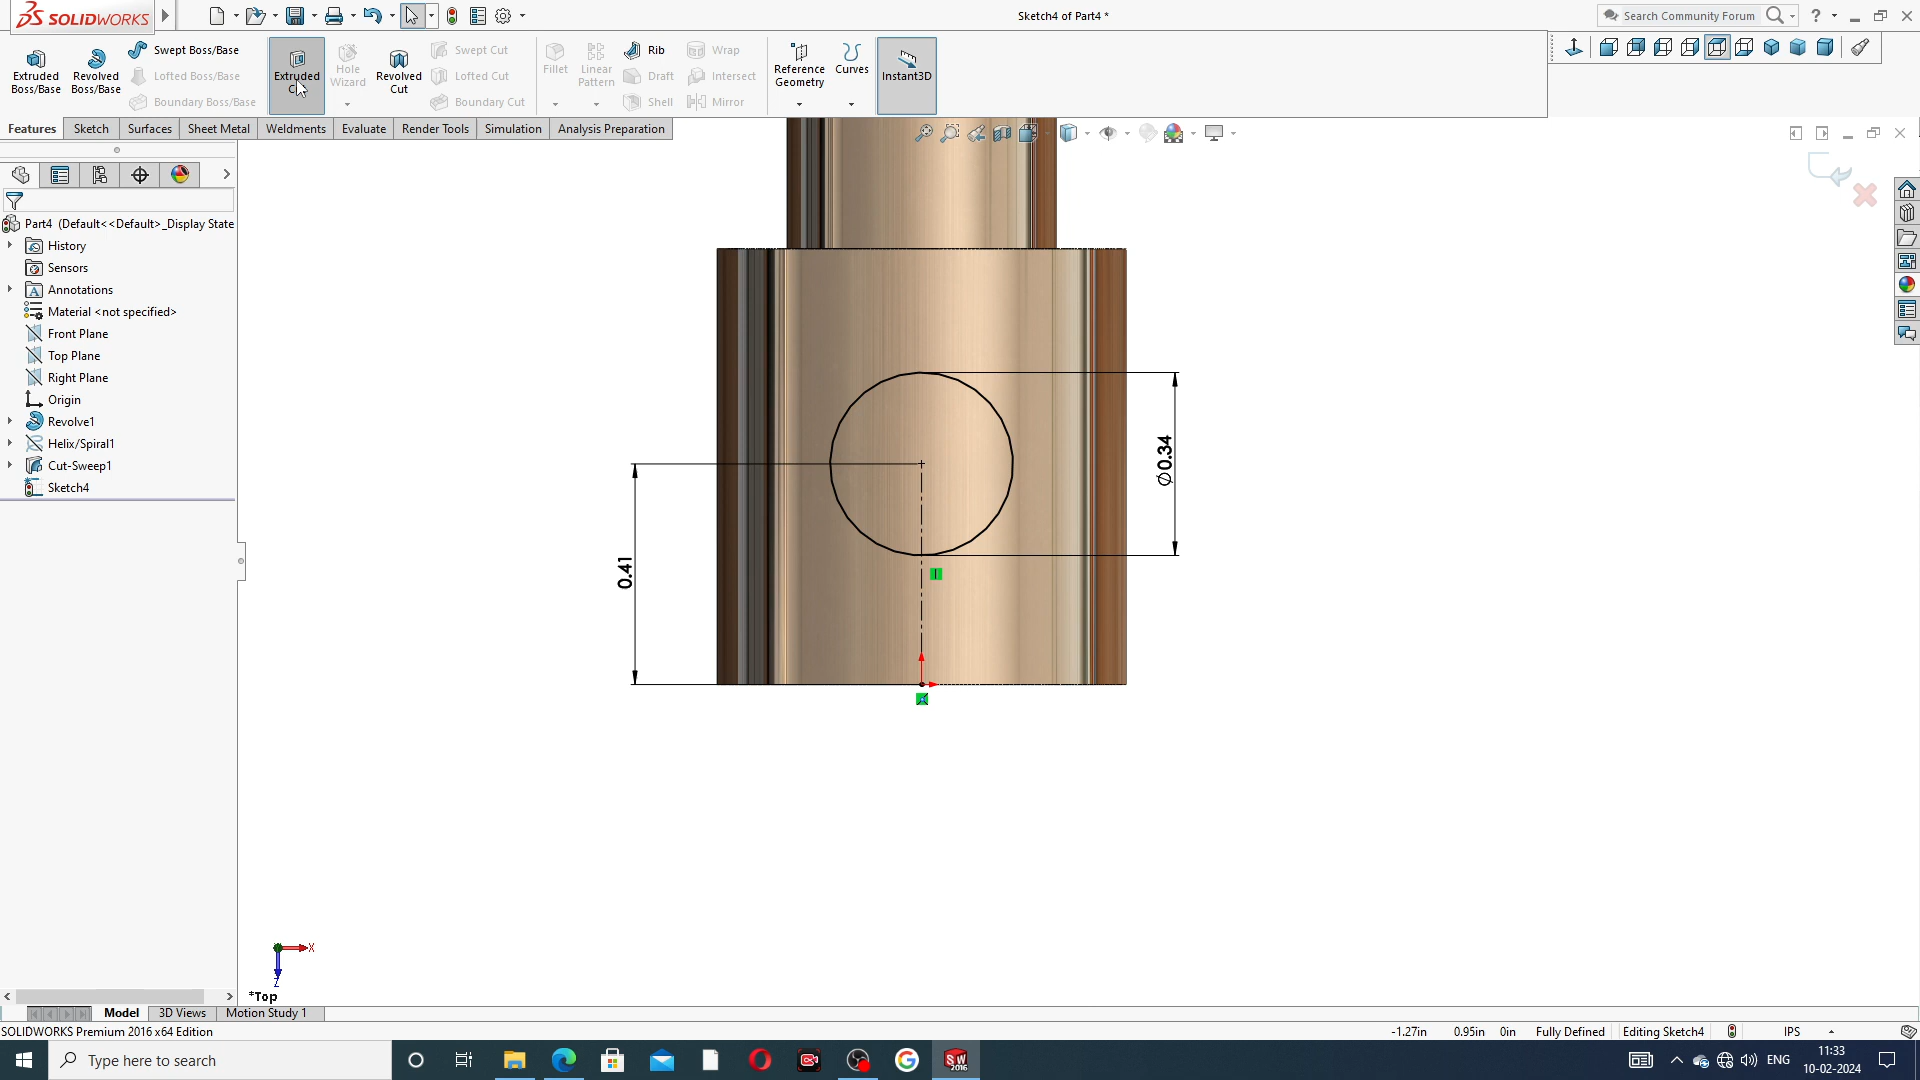 SOLIDWORKS
Sketch4 of Part4 *
Search Community Forum
Extruded Boss/Base
Revolved Boss/Base
Swept Boss/Base
Lofted Boss/Base
Boundary Boss/Base
Extruded
Hole Wizard
Revolved Cut
Swept Cut
Lofted Cut
Boundary Cut
Fillet
Linear Pattern
Rib
Draft
Shell
Wrap
Intersect
Mirror
Reference Geometry
Curves
Instant3D
Features
Sketch
Surfaces
Sheet Metal
Weldments
Evaluate
Render Tools
Simulation
Analysis Preparation
Part4 (Default<<Default>_Display State
History
Sensors
Annotations
Material <not specified>
Front Plane
Top Plane
Right Plane
Origin
Revolve1
Helix/Spiral1
Cut-Sweep1
Sketch4
0.41
Ø0.34
X
Z
*Top
Model
3D Views
Motion Study 1
SOLIDWORKS Premium 2016 x64 Edition
-1.27in
0.95in
0in
Fully Defined
Editing Sketch4
IPS
Type here to search
SW
2016
ENG
11:33
10-02-2024